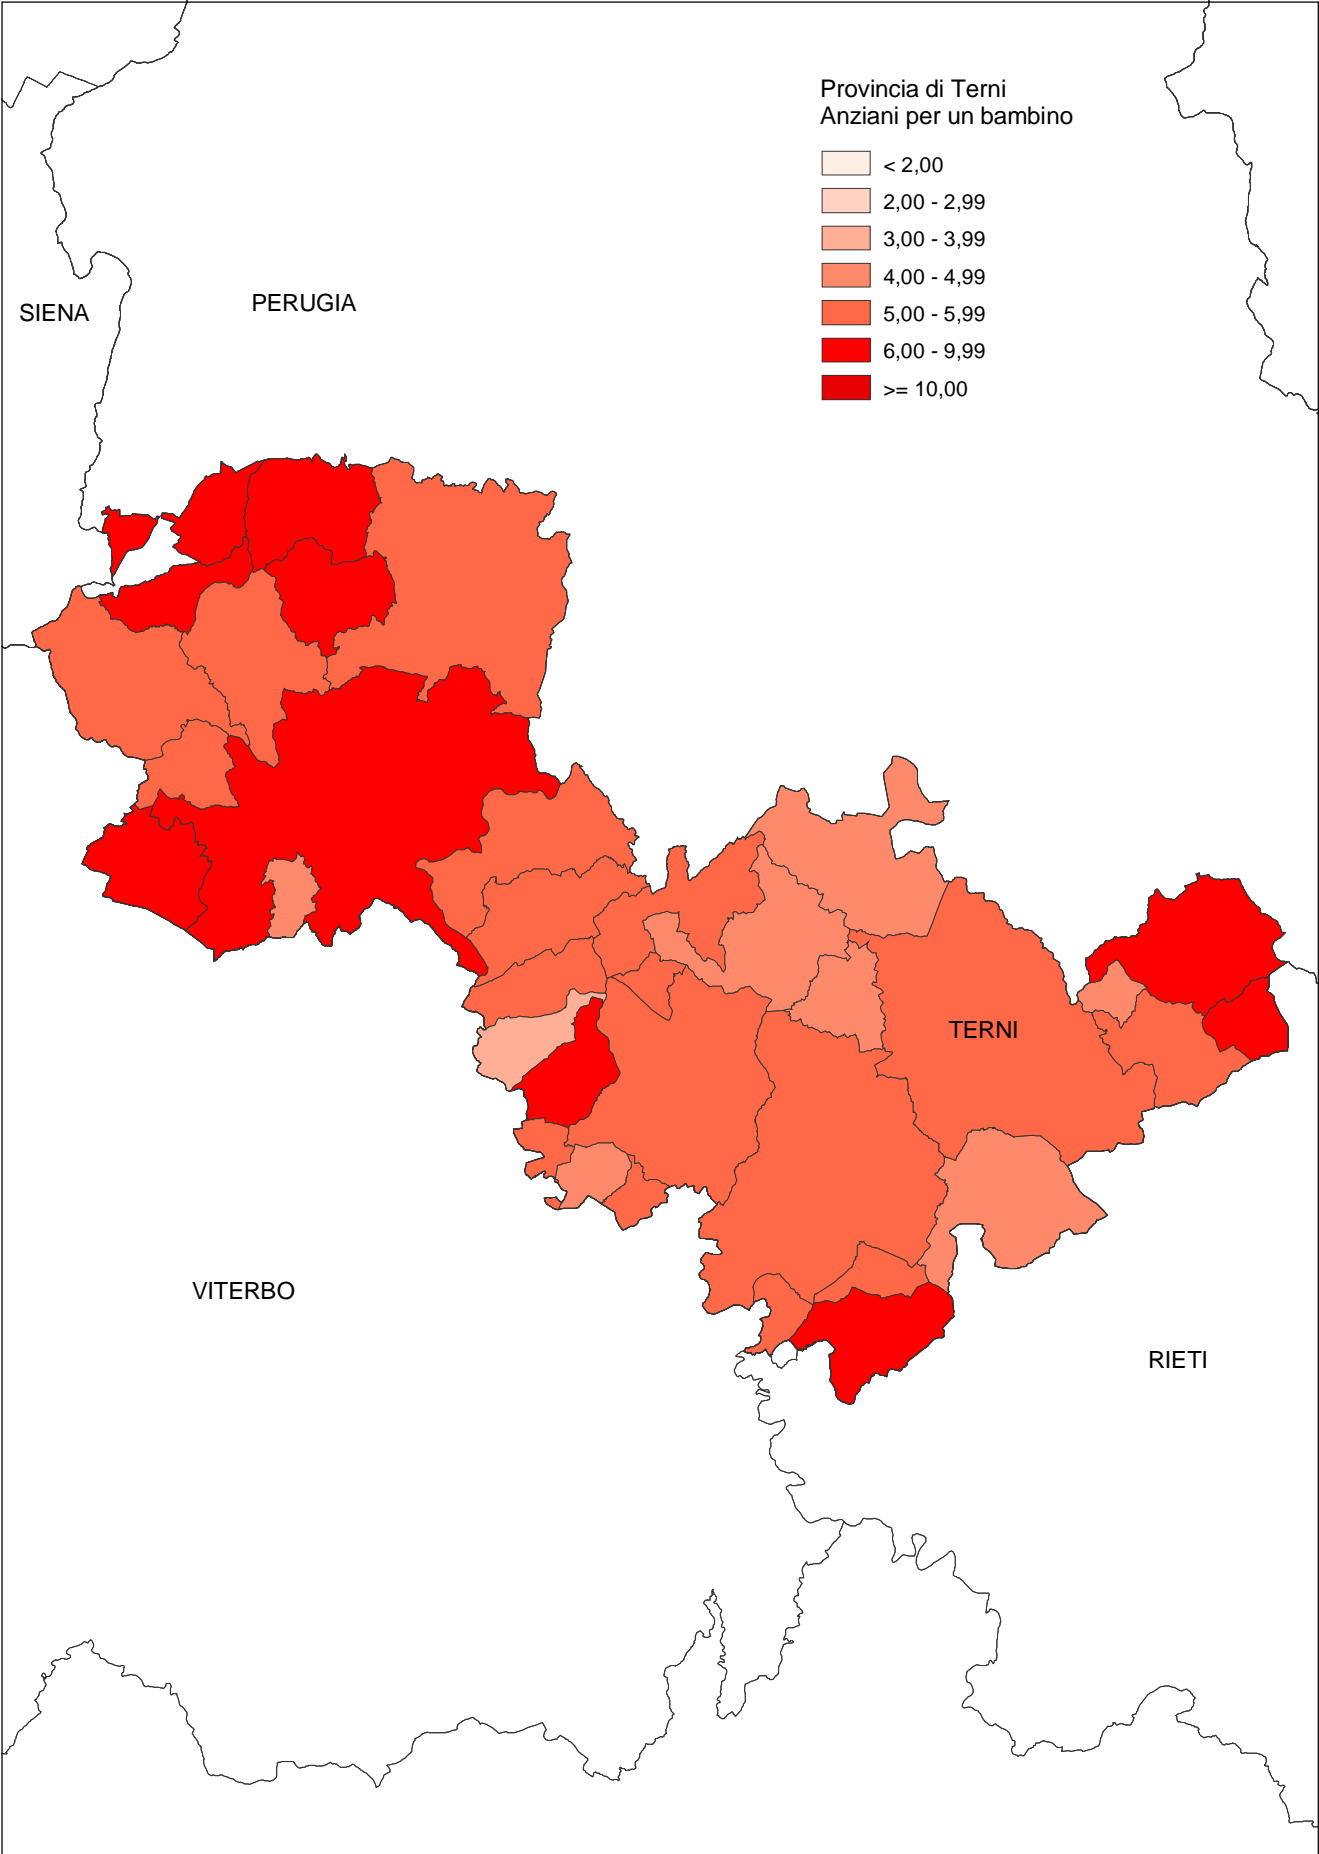 Provincia di Terni
Anziani per un bambino
< 2,00
2,00 - 2,99
3,00 - 3,99
4,00 - 4,99
5,00 - 5,99
6,00 - 9,99
>= 10,00
SIENA
PERUGIA
TERNI
VITERBO
RIETI